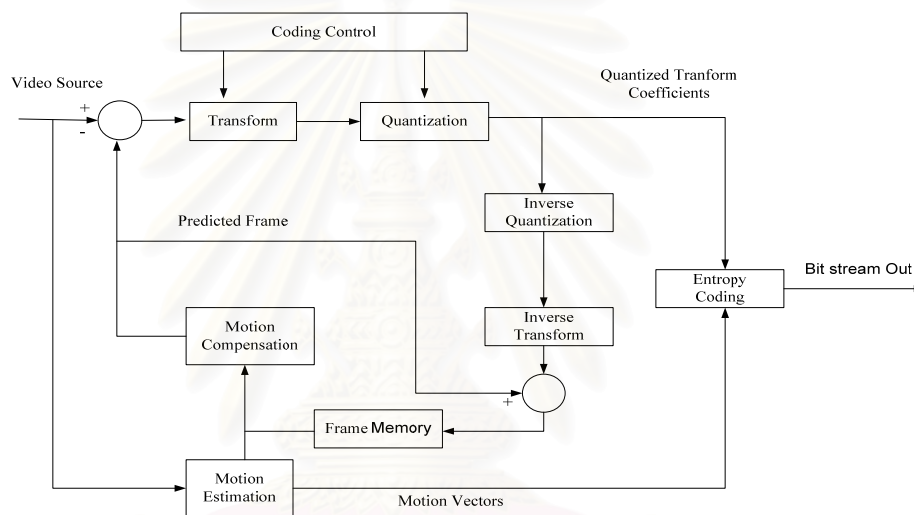 Coding Control
Video Source
Quantized Tranform
Coefficients
+
-
Transform
Quantization
Inverse
Quantization
Predicted Frame
Bit stream Out
Entropy
Coding
Motion
Compensation
Inverse
Transform
+
Frame Memory
Motion
Estimation
Motion Vectors